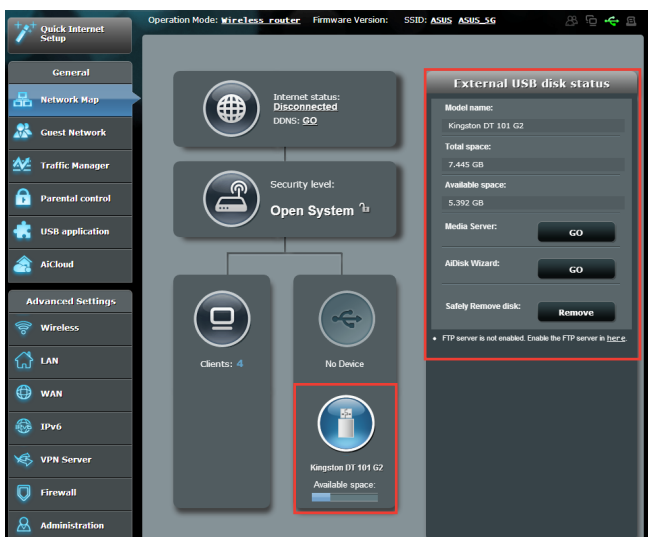 Quick Internet
Setup
Operation Mode: Wireless router Firmware Version: SSID: ASUS ASUS_5G
General
Network Map
Guest Network
Traffic Manager
Parental control
USB application
AiCloud
Advanced Settings
Wireless
LAN
WAN
IPv6
VPN Server
Firewall
Administration
Internet status:
Disconnected
DDNS: GO
Security level:
Open System
Clients: 4
No Device
Kingston DT 101 G2
Available space:
External USB disk status
Model name:
Kingston DT 101 G2
Total space:
7.445 GB
Available space:
5.392 GB
Media Server: GO
AiDisk Wizard: GO
Safely Remove disk: Remove
• FTP server is not enabled. Enable the FTP server in here.